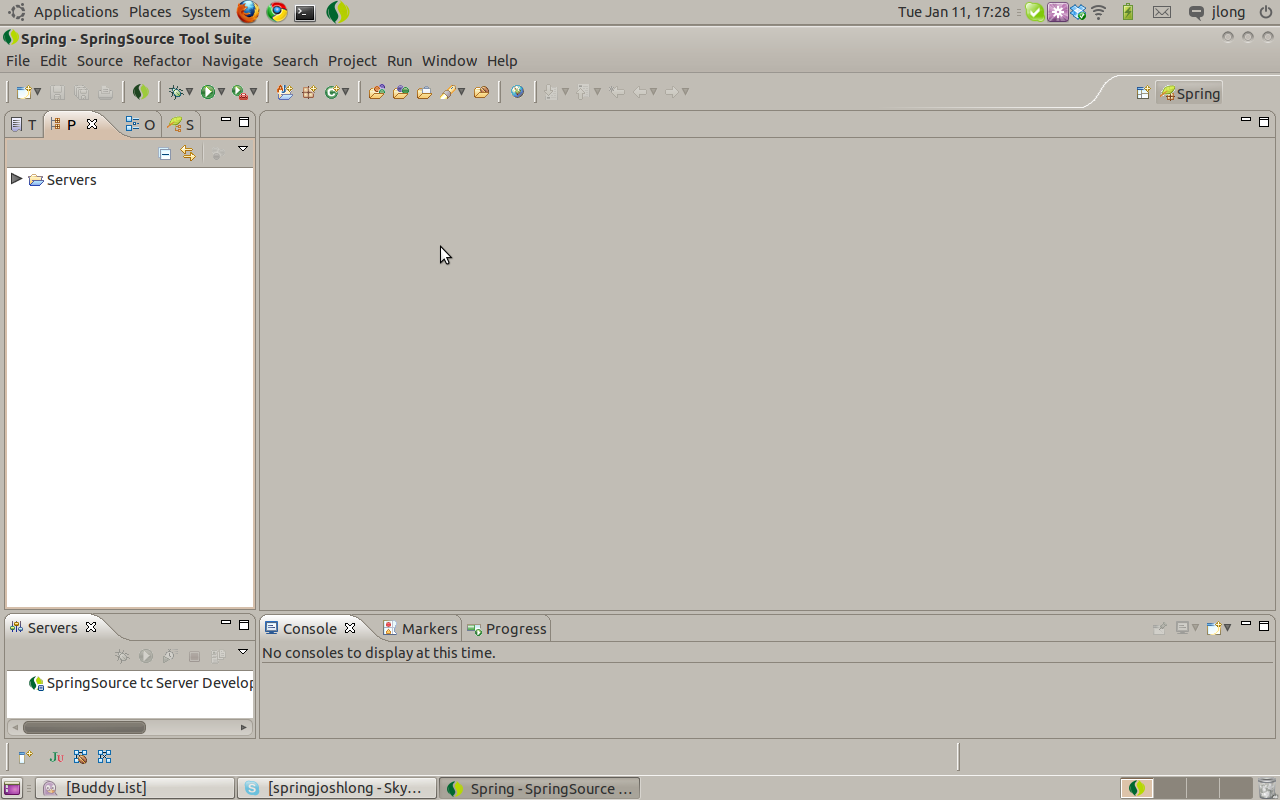 Applications Places System Tue Jan 11, 17:28 jlong
Spring - SpringSource Tool Suite
File Edit Source Refactor Navigate Search Project Run Window Help
Spring
T P O S
Servers
Servers
SpringSource tc Server Develop
Console Markers Progress
No consoles to display at this time.
Ju
[Buddy List] [springjoshlong - Sky... Spring - SpringSource ...